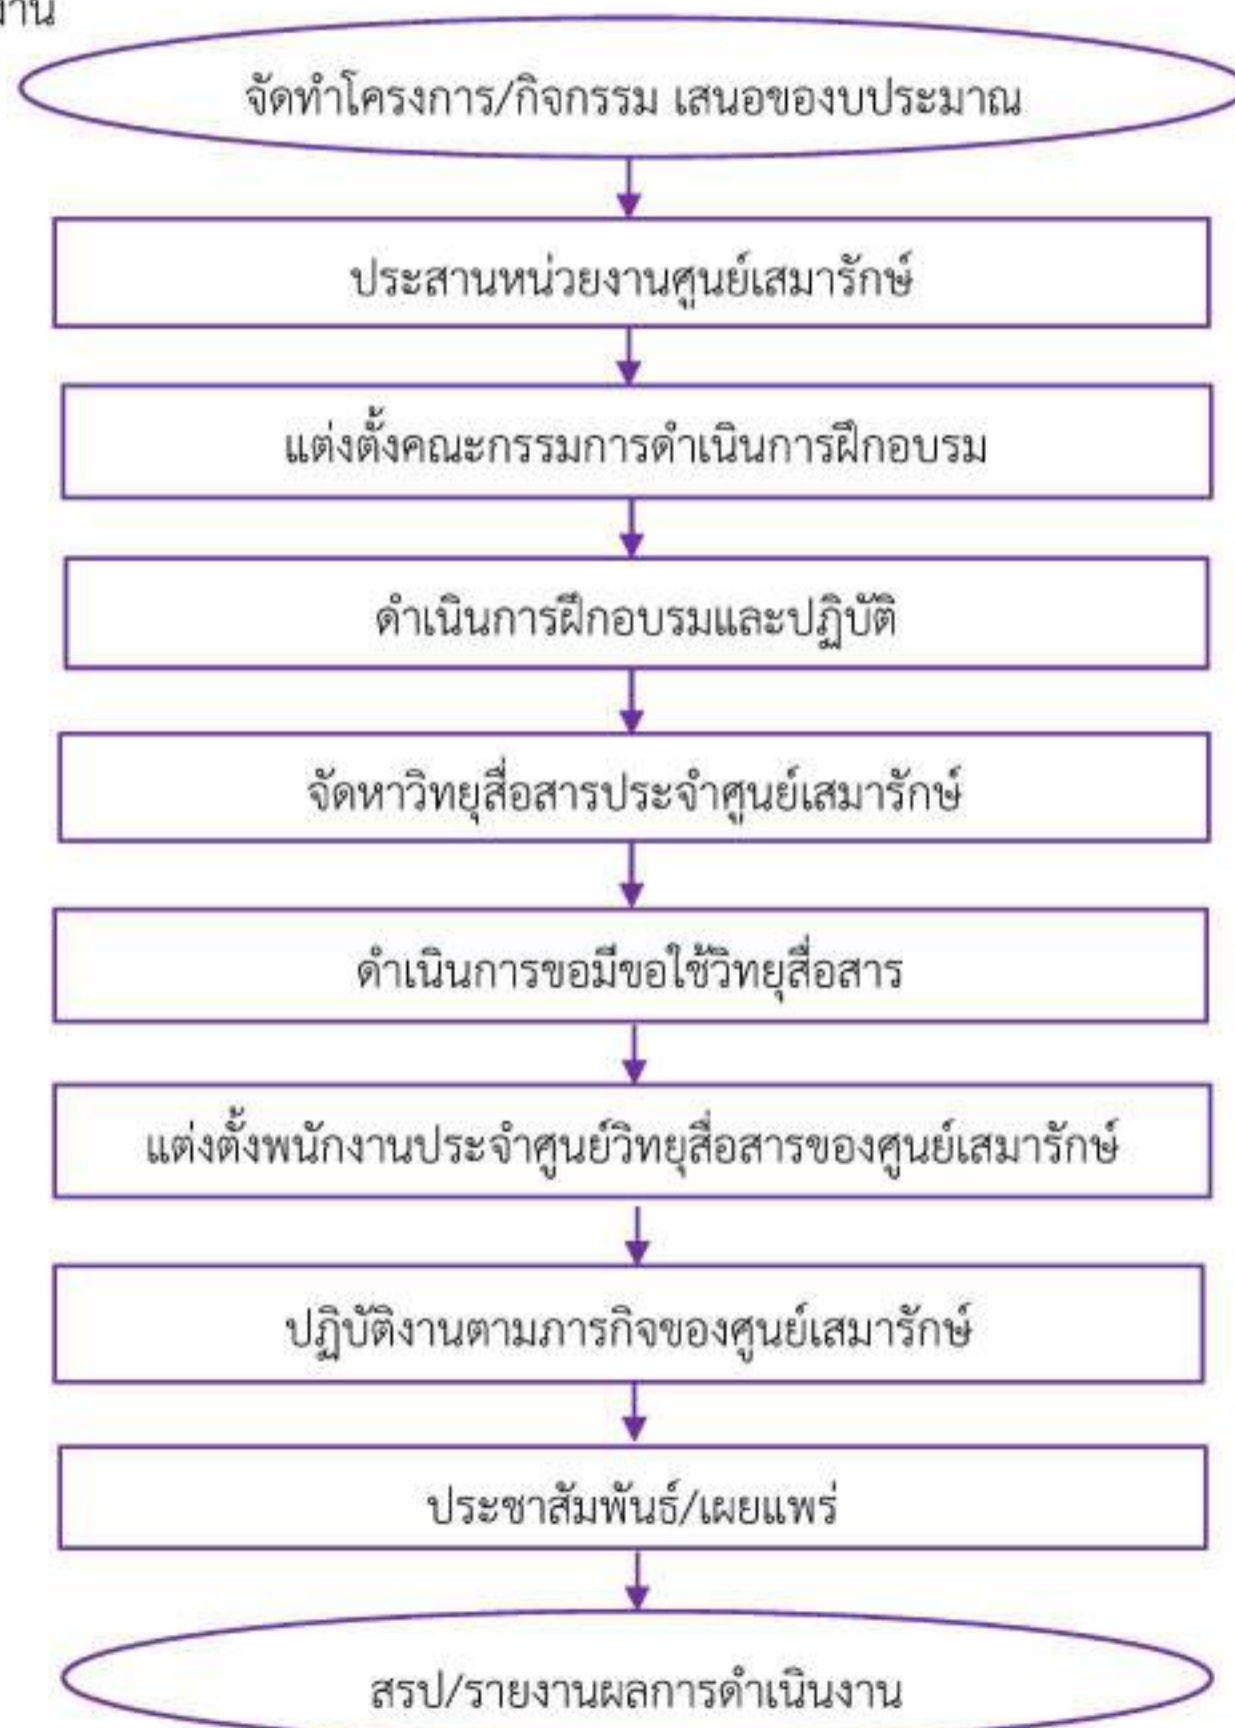 จัดทำโครงการ/กิจกรรม เสนอของบประมาณ
ประสานหน่วยงานศูนย์เสมารักษ์
แต่งตั้งคณะกรรมการดำเนินการฝึกอบรม
ดำเนินการฝึกอบรมและปฏิบัติ
จัดหาวิทยุสื่อสารประจำศูนย์เสมารักษ์
ดำเนินการขอมีขอใช้วิทยุสื่อสาร
แต่งตั้งพนักงานประจำศูนย์วิทยุสื่อสารของศูนย์เสมารักษ์
ปฏิบัติงานตามภารกิจของศูนย์เสมารักษ์
ประชาสัมพันธ์/เผยแพร่
สรุป/รายงานผลการดำเนินงาน